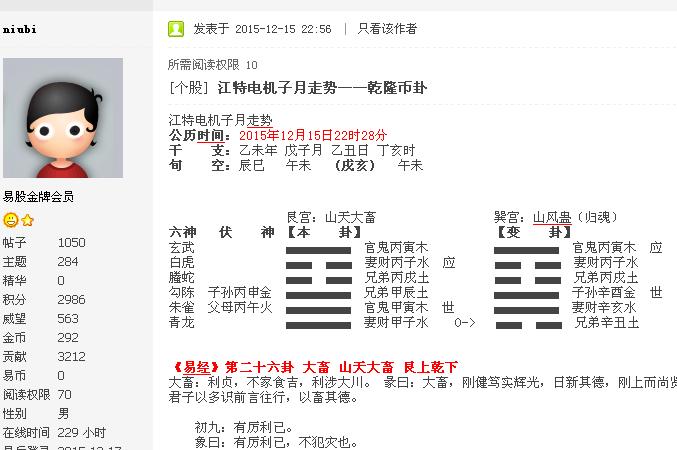 niubi
发表于 2015-12-15 22:56 | 只看该作者
所需阅读权限 10
[个股] 江特电机子月走势——乾隆币卦
江特电机子月走势
公历时间：2015年12月15日22时28分
干　　支：乙未年 戊子月 乙丑日 丁亥时
旬　　空：辰巳　午未　（戌亥）　午未
易股金牌会员
帖子 1050
主题 284
精华 0
积分 2986
威望 563
金币 292
贡献 3212
易币 0
阅读权限 70
性别 男
在线时间 229 小时
艮宫：山天大畜　巽宫：山风蛊（归魂）
六神　伏　神　【本　　卦】　【变　　卦】
玄武　官鬼丙寅木　官鬼丙寅木　应
白虎　妻财丙子水　应　妻财丙子水
螣蛇　兄弟丙戌土　兄弟丙戌土
勾陈　子孙丙申金　兄弟甲辰土　子孙辛酉金　世
朱雀　父母丙午火　官鬼甲寅木　世　妻财辛亥水
青龙　妻财甲子水　O->　兄弟辛丑土
《易经》第二十六卦 大畜 山天大畜 艮上乾下
大畜：利贞，不家食吉，利涉大川。 彖曰：大畜，刚健笃实辉光，日新其德，刚上而尚贤
君子以多识前言往行，以畜其德。
初九：有厉利已。
象曰：有厉利已，不犯灾也。